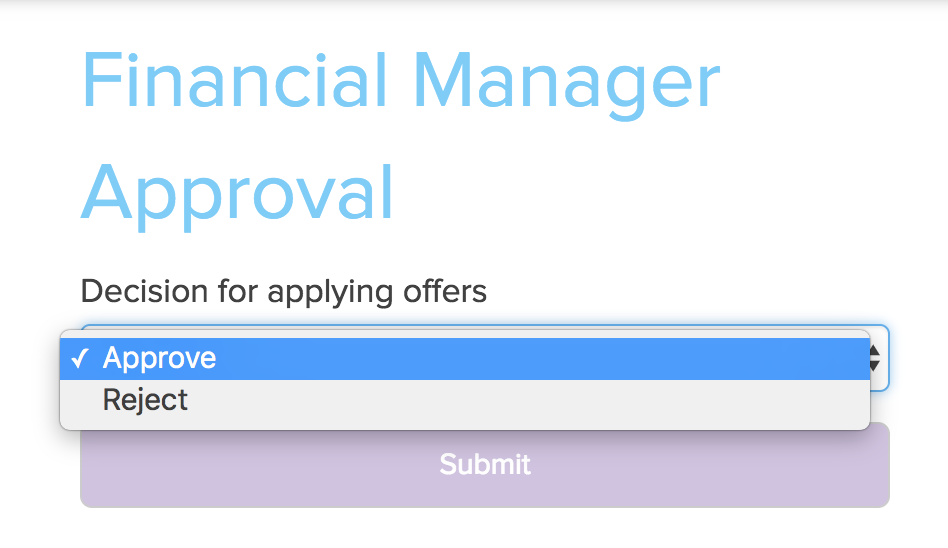 Financial Manager
Approval
Decision for applying offers
✓ Approve
Reject
Submit